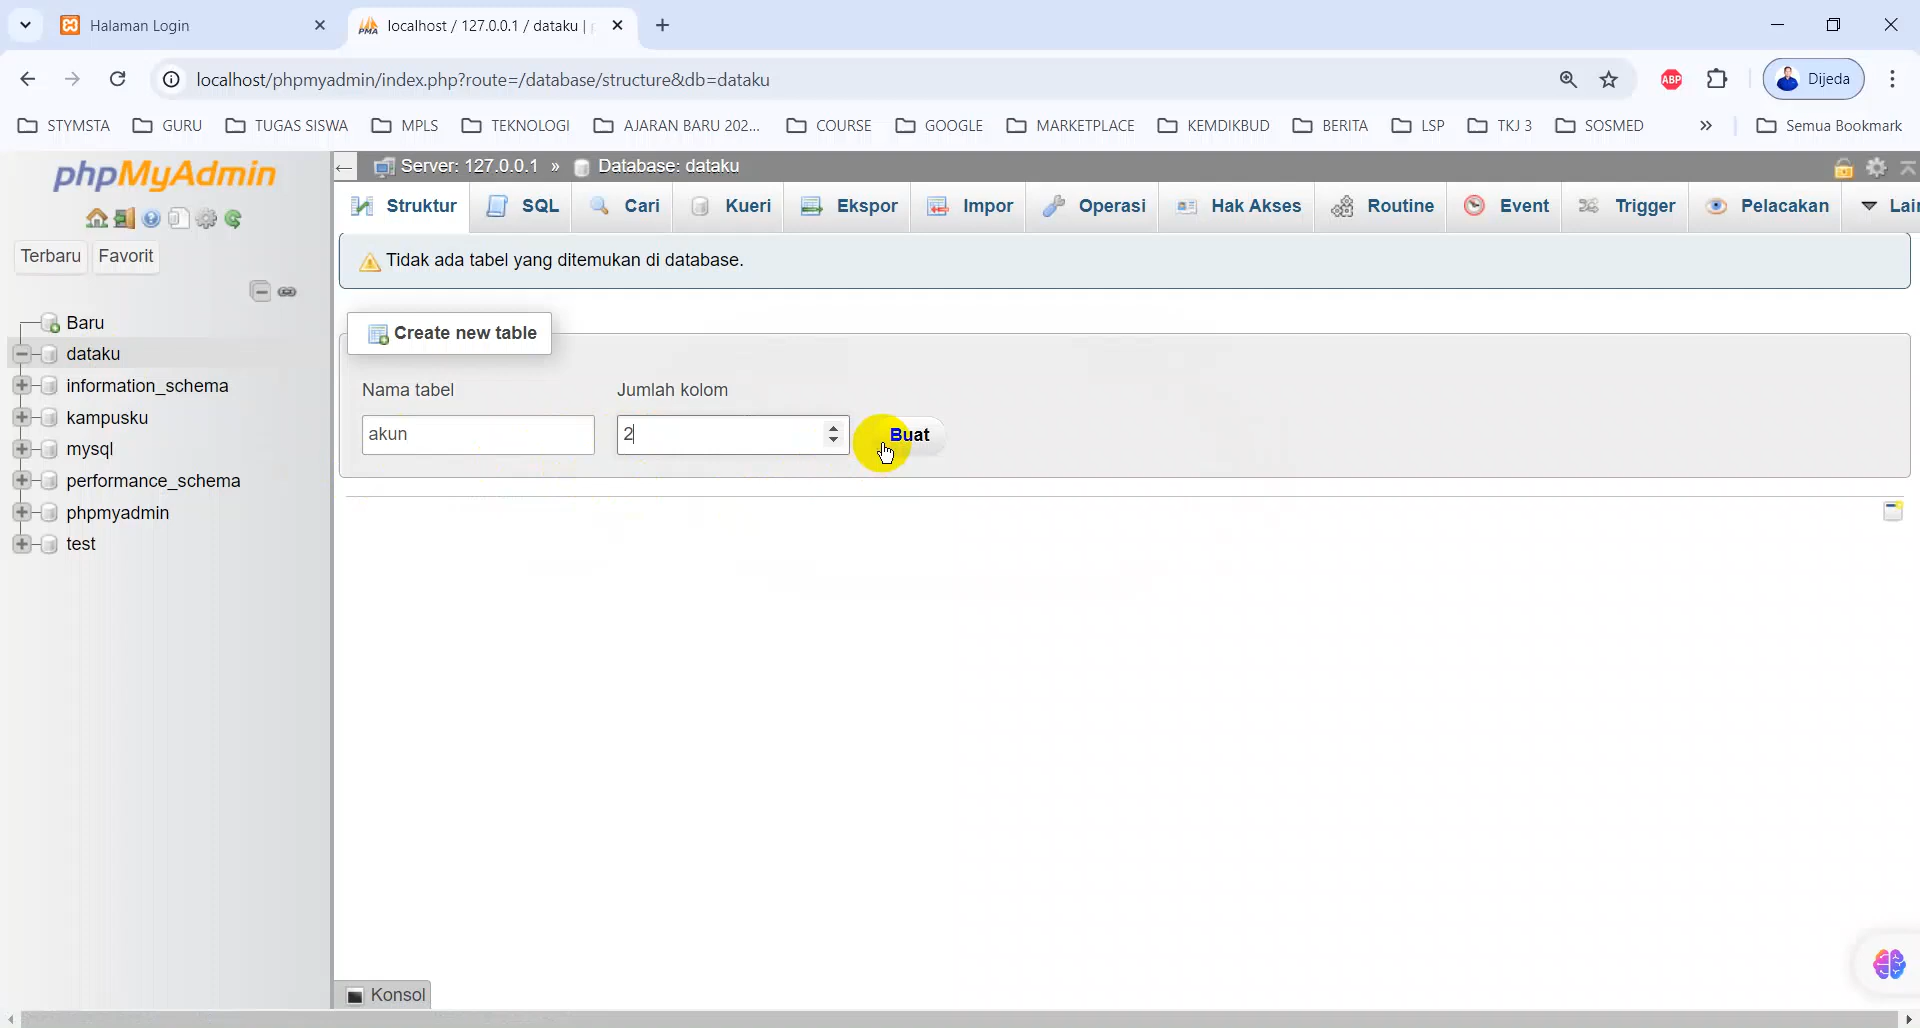 Halaman Login
localhost / 127.0.0.1 / dataku |
localhost/phpmyadmin/index.php?route=/database/structure&db=dataku
ABP
Dijeda
STYMSTA GURU TUGAS SISWA MPLS TEKNOLOGI AJARAN BARU 202... COURSE GOOGLE MARKETPLACE KEMDIKBUD BERITA LSP TKJ 3 SOSMED » Semua Bookmark
phpMyAdmin
Server: 127.0.0.1 » Database: dataku
Struktur SQL Cari Kueri Ekspor Impor Operasi Hak Akses Routine Event Trigger Pelacakan Lain
Terbaru Favorit
Tidak ada tabel yang ditemukan di database.
Baru
dataku
information_schema
kampusku
mysql
performance_schema
phpmyadmin
test
Create new table
Nama tabel Jumlah kolom
akun 2 Buat
Konsol